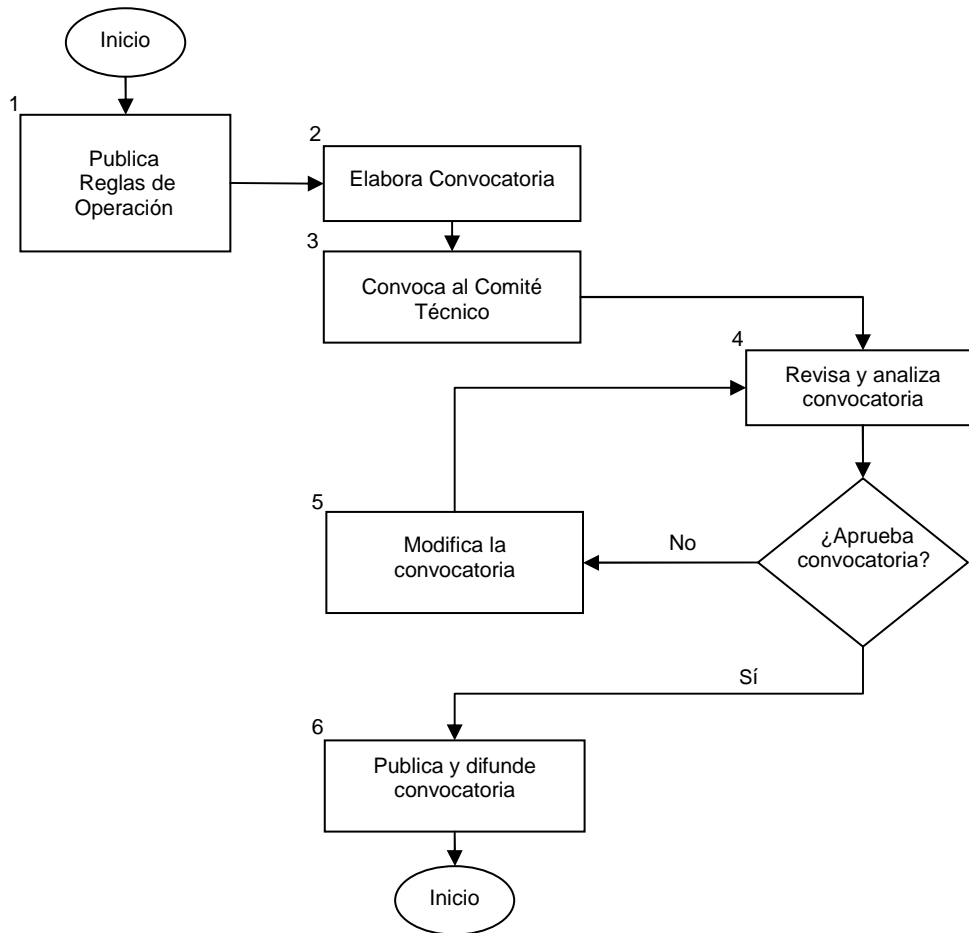 Inicio
1
Publica
Reglas de
Operación
2
Elabora Convocatoria
3
Convoca al Comité
Técnico
4
Revisa y analiza
convocatoria
¿Aprueba
convocatoria?
No
5
Modifica la
convocatoria
Sí
6
Publica y difunde
convocatoria
Inicio